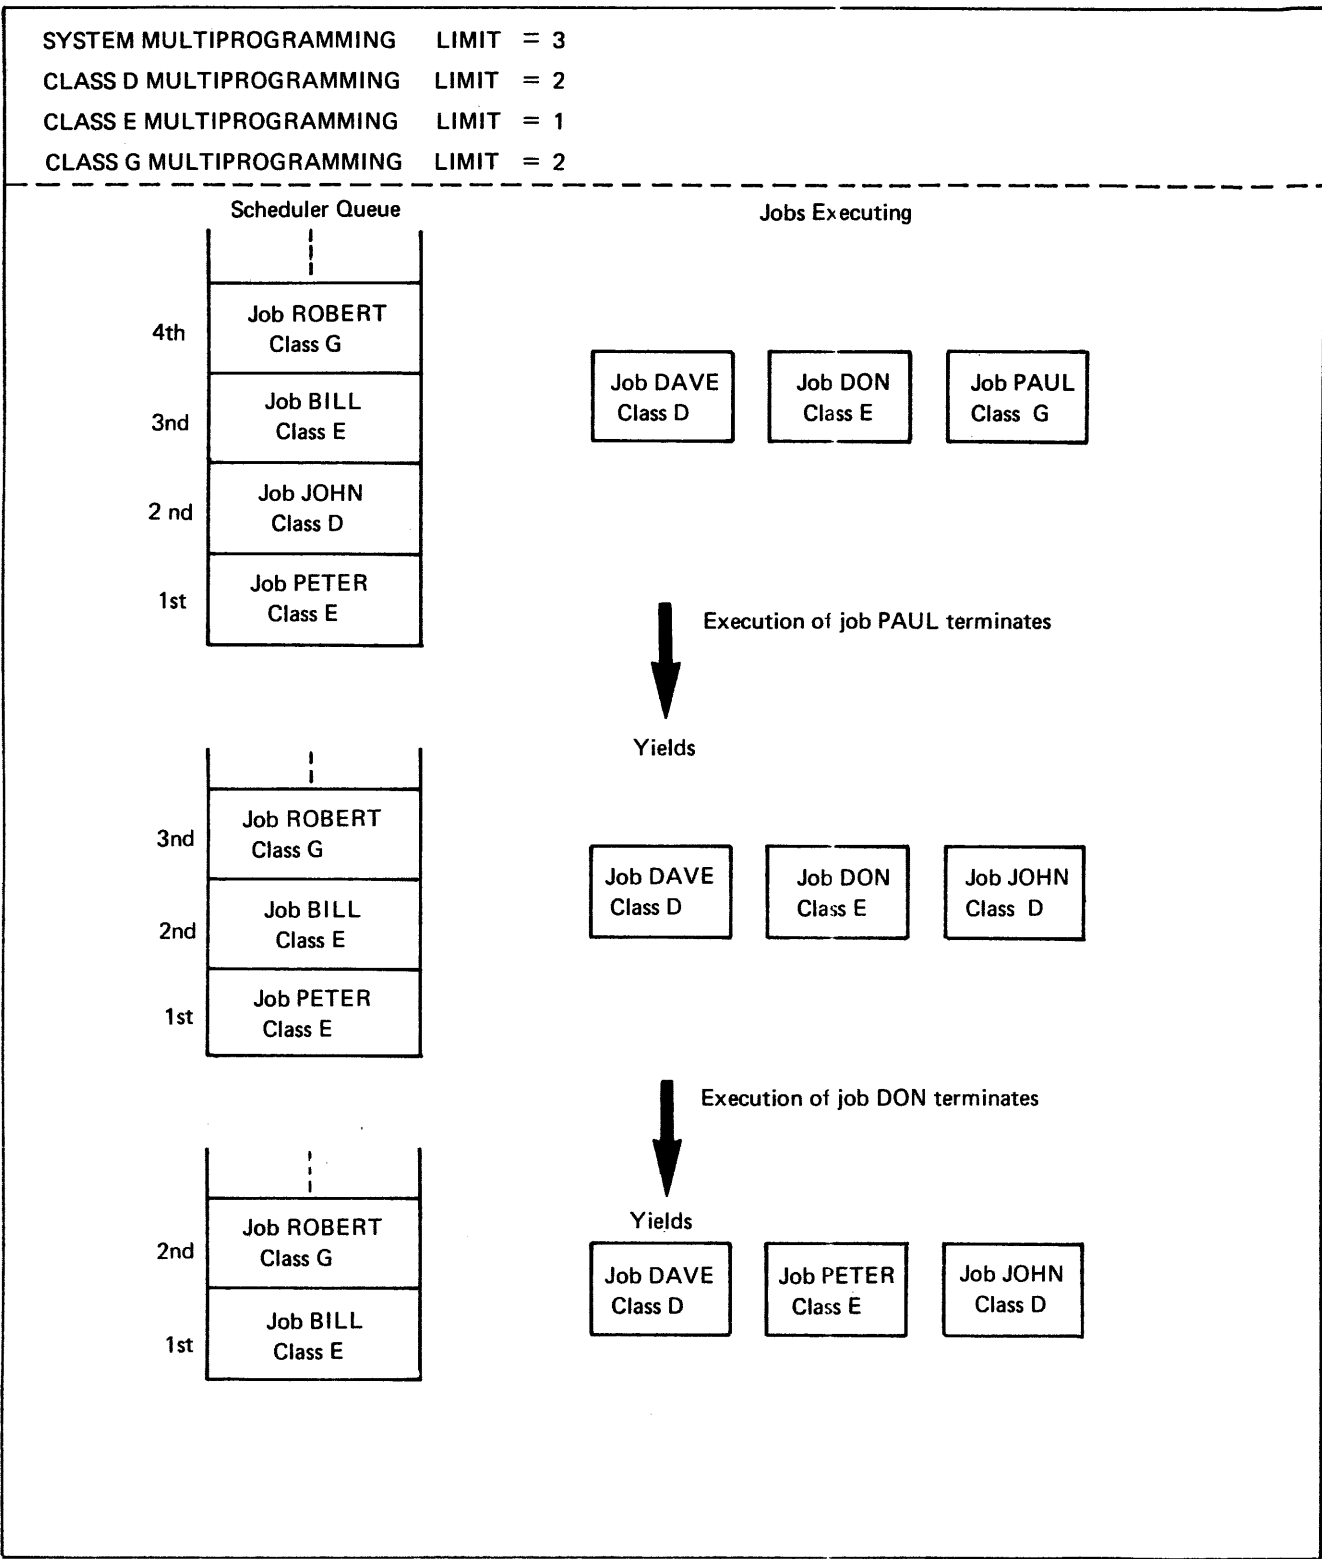 SYSTEM MULTIPROGRAMMING LIMIT = 3
CLASS D MULTIPROGRAMMING LIMIT = 2
CLASS E MULTIPROGRAMMING LIMIT = 1
CLASS G MULTIPROGRAMMING LIMIT = 2
Scheduler Queue
Jobs Executing
4th
Job ROBERT
Class G
3nd
Job BILL
Class E
2 nd
Job JOHN
Class D
1st
Job PETER
Class E
Job DAVE
Class D
Job DON
Class E
Job PAUL
Class G
Execution of job PAUL terminates
Yields
3nd
Job ROBERT
Class G
2nd
Job BILL
Class E
1st
Job PETER
Class E
Job DAVE
Class D
Job DON
Class E
Job JOHN
Class D
Execution of job DON terminates
Yields
2nd
Job ROBERT
Class G
1st
Job BILL
Class E
Job DAVE
Class D
Job PETER
Class E
Job JOHN
Class D